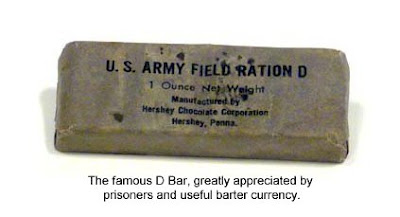 U. S. ARMY FIELD RATION D
1 Ounce Net Weight
Manufactured by
Hershey Chocolate Corporation
Hershey, Penna.
The famous D Bar, greatly appreciated by
prisoners and useful barter currency.